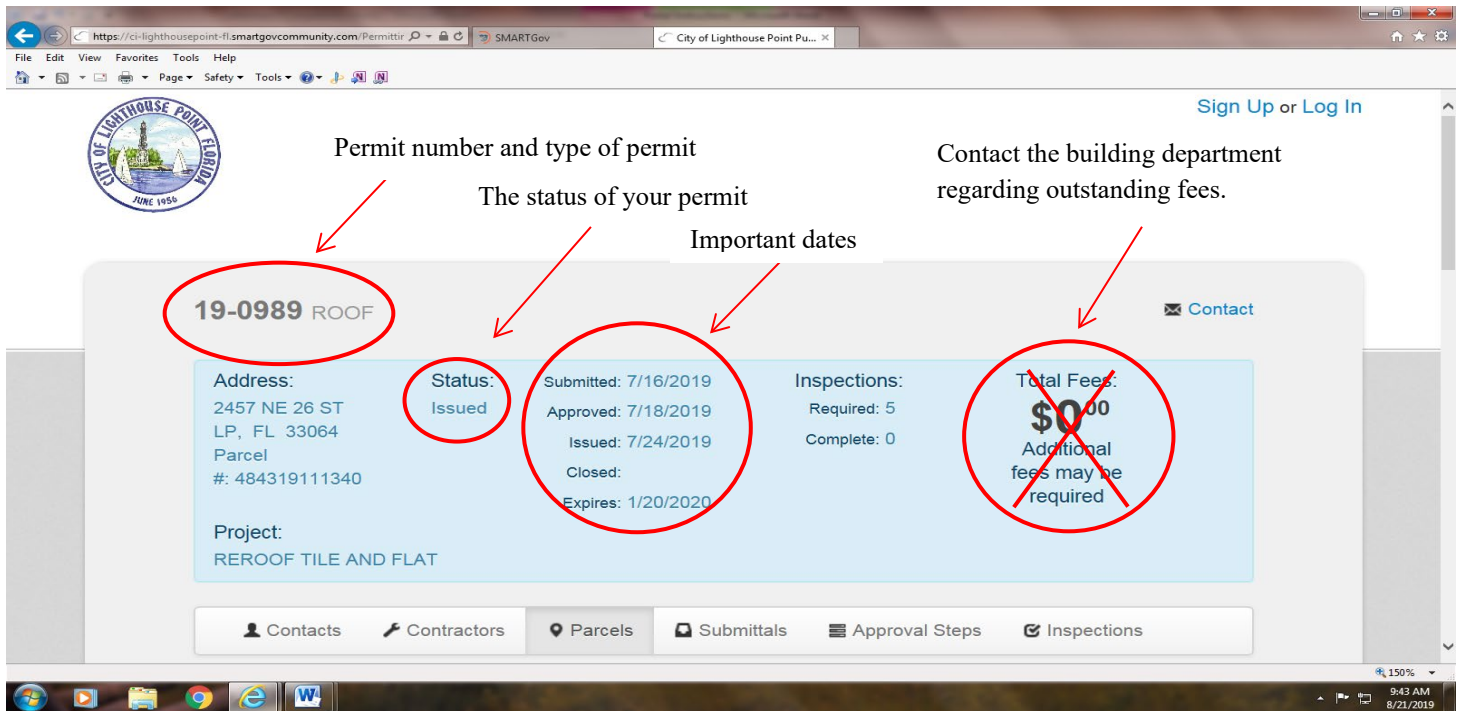 https://ci-lighthousepoint-fl.smartgovcommunity.com/Permittir
SMARTGov
City of Lighthouse Point Pu...
File Edit View Favorites Tools Help
Page Safety Tools
CITY OF LIGHTHOUSE POINT FLORIDA
JUNE 1956
Sign Up or Log In
Permit number and type of permit
The status of your permit
Important dates
Contact the building department
regarding outstanding fees.
19-0989 ROOF
Contact
Address:
2457 NE 26 ST
LP, FL 33064
Parcel
#: 484319111340
Project:
REROOF TILE AND FLAT
Status:
Issued
Submitted: 7/16/2019
Approved: 7/18/2019
Issued: 7/24/2019
Closed:
Expires: 1/20/2020
Inspections:
Required: 5
Complete: 0
Total Fees:
$000
Additional
fees may be
required
Contacts Contractors Parcels Submittals Approval Steps Inspections
150%
9:43 AM
8/21/2019